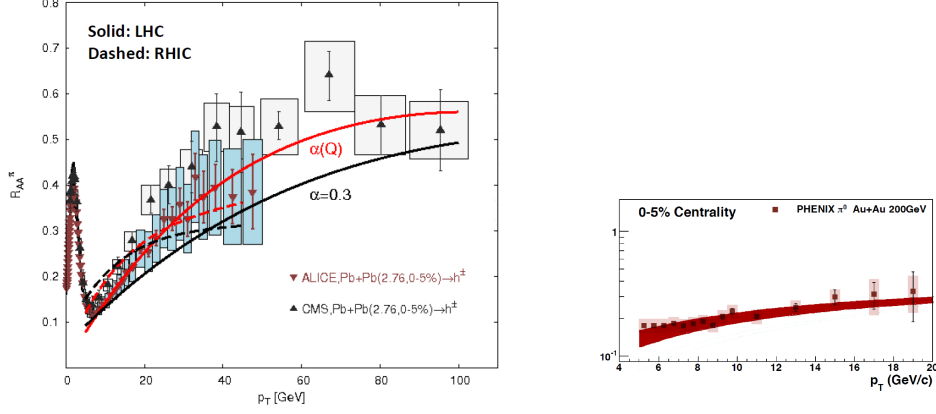 Solid: LHC
Dashed: RHIC
0.8
0.7
0.6
0.5
0.4
0.3
0.2
0.1
R_AA^π
α(Q)
α=0.3
ALICE,Pb+Pb(2.76,0-5%)→h±
CMS,Pb+Pb(2.76,0-5%)→h±
0 20 40 60 80 100
p_T [GeV]
0-5% Centrality
PHENIX π⁰ Au+Au 200GeV
1
10⁻¹
4 6 8 10 12 14 16 18 20
p_T (GeV/c)